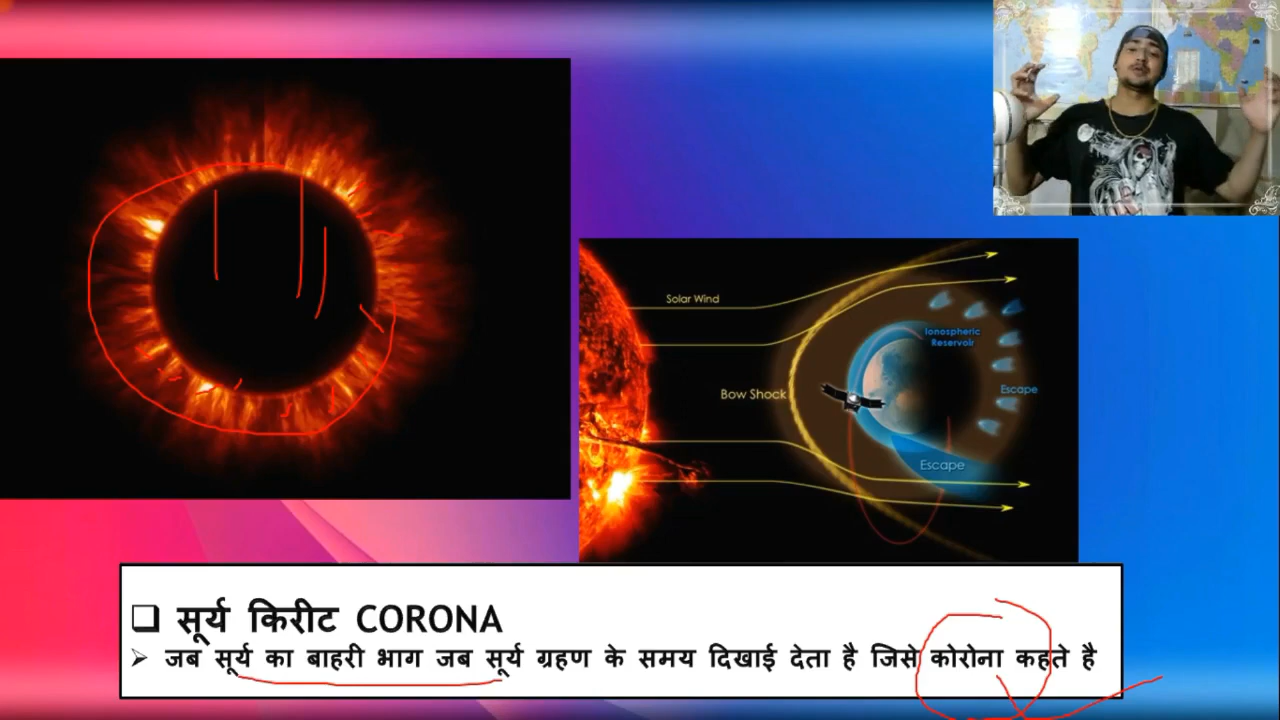 Solar Wind
Ionospheric
Reservoir
Bow Shock
Escape
Escape
❑ सूर्य किरीट CORONA
➢ जब सूर्य का बाहरी भाग जब सूर्य ग्रहण के समय दिखाई देता है जिसे कोरोना कहते है